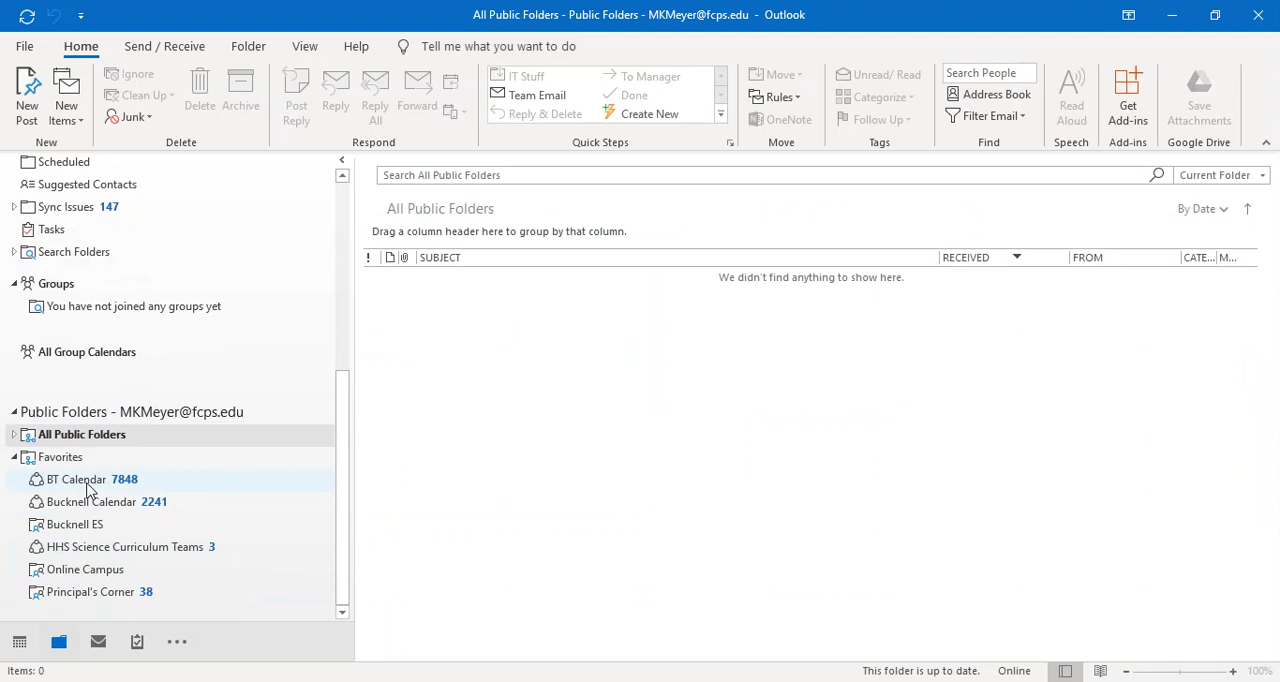 All Public Folders - Public Folders - MKMeyer@fcps.edu - Outlook
File Home Send / Receive Folder View Help Tell me what you want to do
New Post
New Items
Ignore
Clean Up
Junk
Delete
Archive
Post Reply
Reply
Reply All
Forward
IT Stuff
Team Email
Reply & Delete
To Manager
Done
Create New
Move
Rules
OneNote
Unread/ Read
Categorize
Follow Up
Search People
Address Book
Filter Email
Read Aloud
Get Add-ins
Save Attachments
New Delete Respond Quick Steps Move Tags Find Speech Add-ins Google Drive
Scheduled
Suggested Contacts
Sync Issues 147
Tasks
Search Folders
Groups
You have not joined any groups yet
All Group Calendars
Public Folders - MKMeyer@fcps.edu
All Public Folders
Favorites
BT Calendar 7848
Bucknell Calendar 2241
Bucknell ES
HHS Science Curriculum Teams 3
Online Campus
Principal's Corner 38
Search All Public Folders Current Folder
All Public Folders By Date
Drag a column header here to group by that column.
! SUBJECT RECEIVED FROM CATE... M...
We didn't find anything to show here.
Items: 0 This folder is up to date. Online 100%